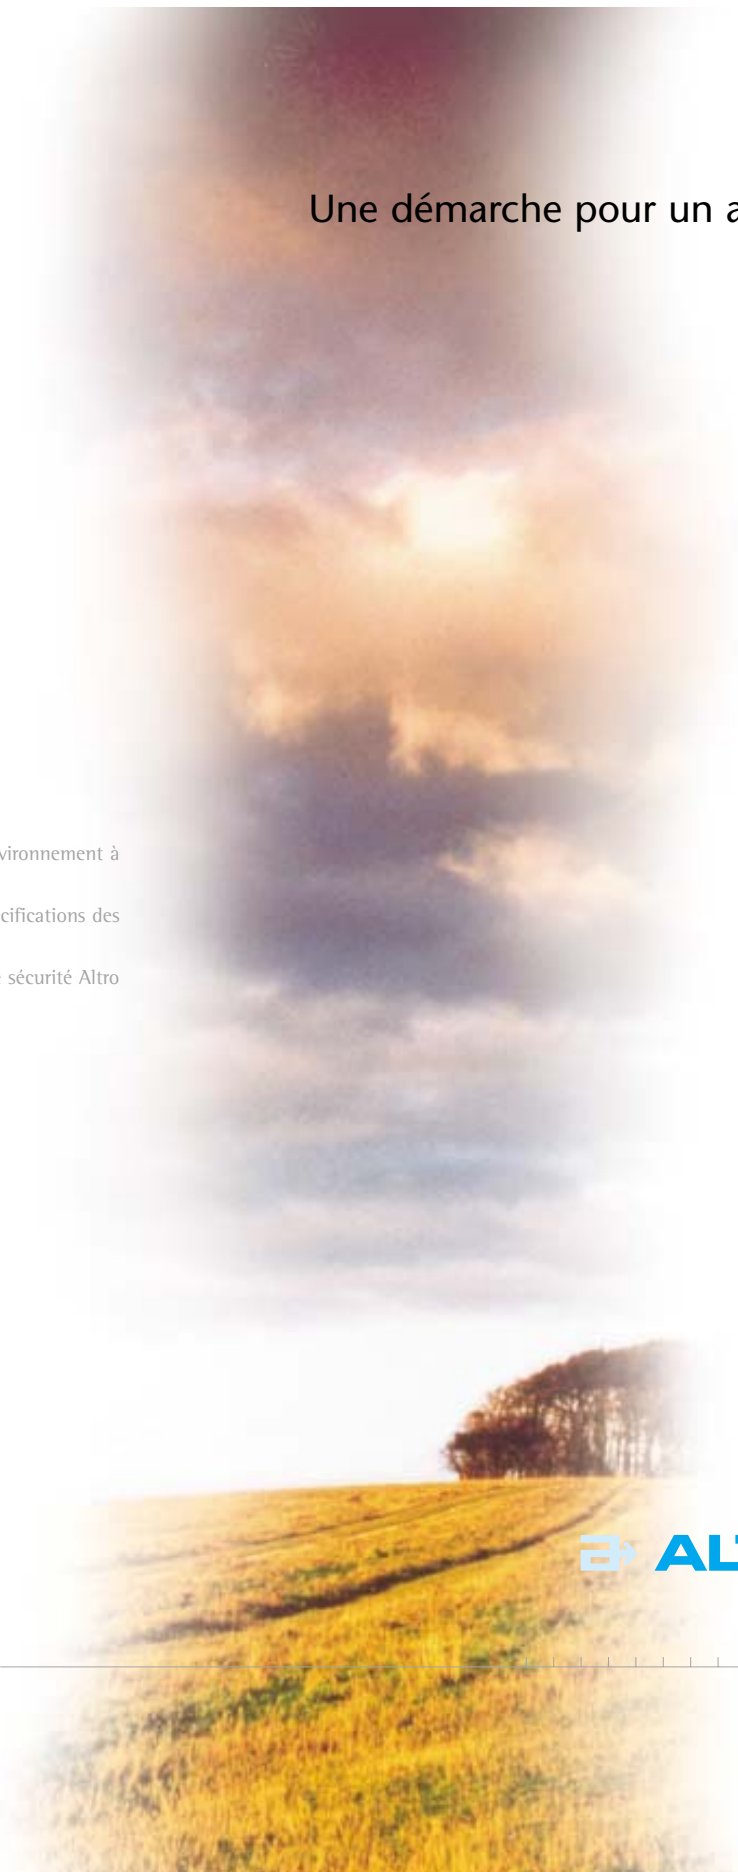 Une démarche pour un a
vironnement à
cifications des
sécurité Altro
AL